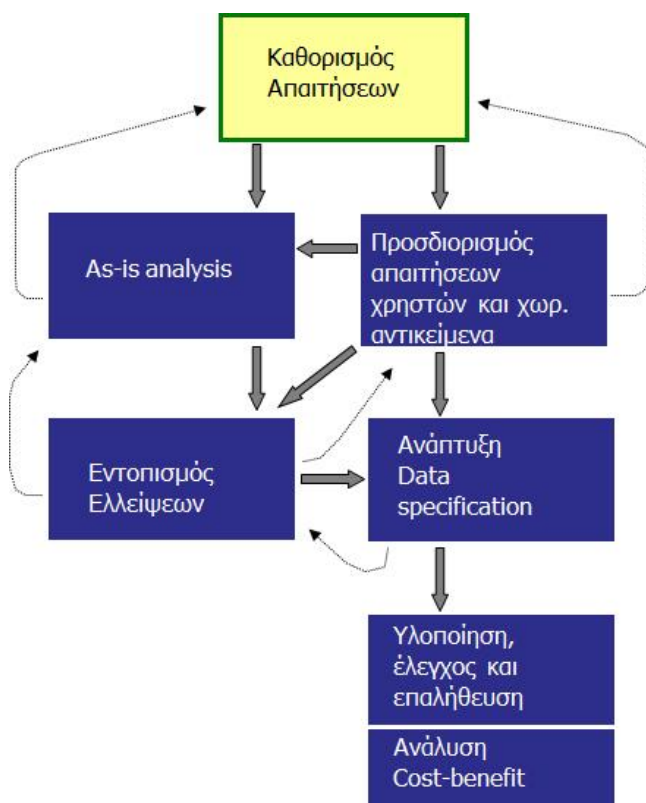 Καθορισμός
Απαιτήσεων
As-is analysis
Προσδιορισμός
απαιτήσεων
χρηστών και χωρ.
αντικείμενα
Εντοπισμός
Ελλείψεων
Ανάπτυξη
Data
specification
Υλοποίηση,
έλεγχος και
επαλήθευση
Ανάλυση
Cost-benefit